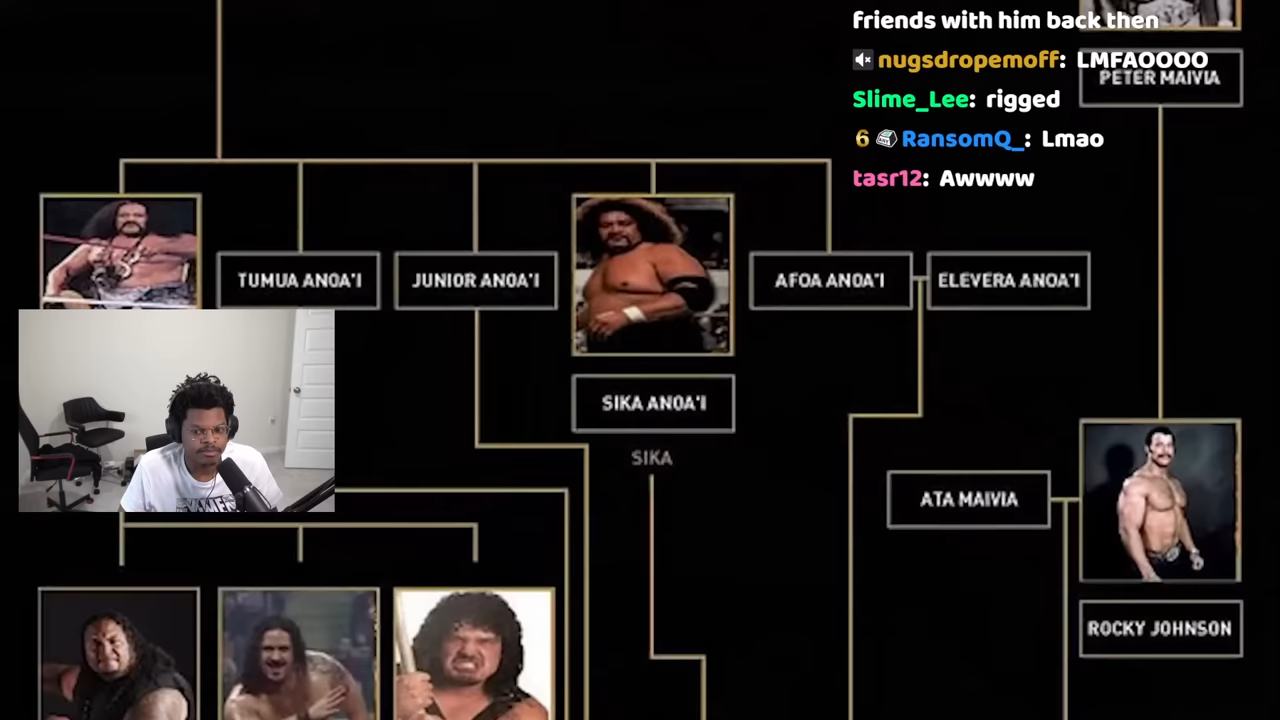 friends with him back then
nugsdropemoff: LMFAOOOO
PETER MAIVIA
Slime_Lee: rigged
6 RansomQ_: Lmao
tasr12: Awwww
TUMUA ANOA'I
JUNIOR ANOA'I
AFOA ANOA'I
ELEVERA ANOA'I
SIKA ANOA'I
SIKA
ATA MAIVIA
ROCKY JOHNSON